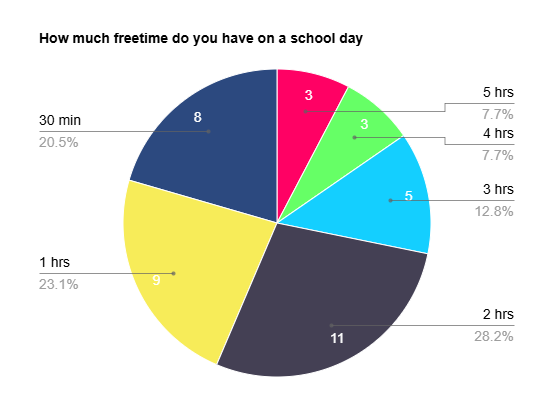 How much freetime do you have on a school day
5 hrs
7.7%
4 hrs
7.7%
3 hrs
12.8%
2 hrs
28.2%
1 hrs
23.1%
30 min
20.5%
3
3
5
11
9
8